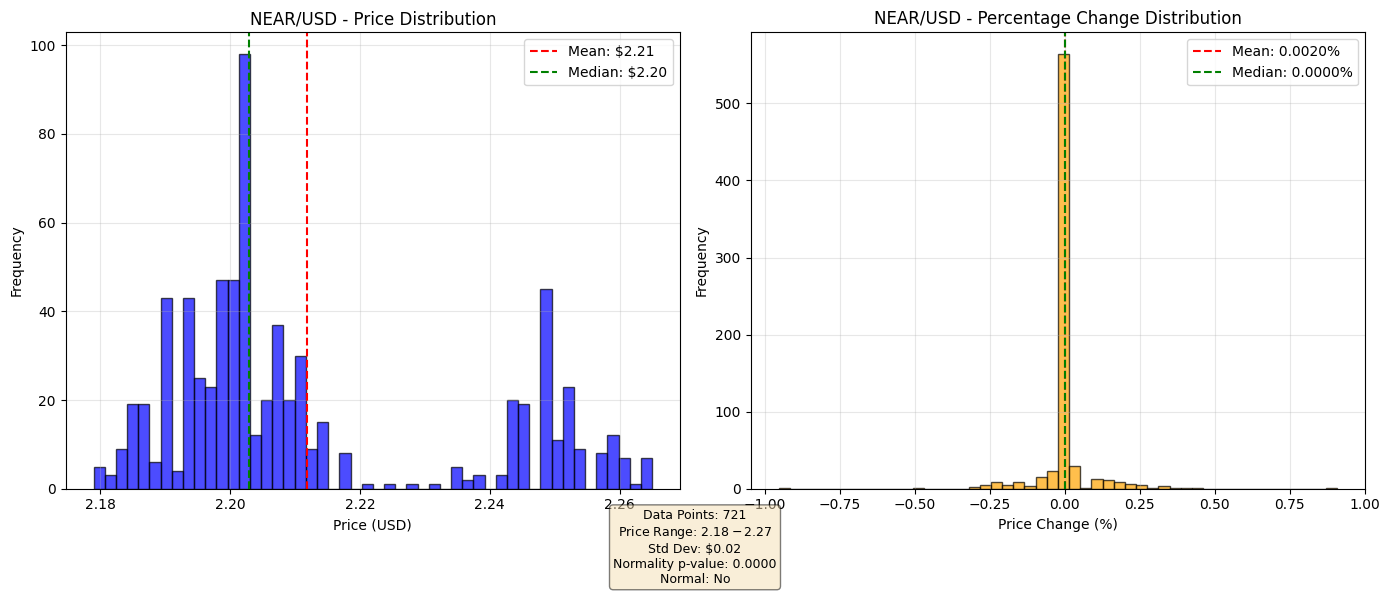 NEAR/USD - Price Distribution
100
80
60
40
20
0
Frequency
Mean: $2.21
Median: $2.20
2.18
2.20
2.22
2.24
2.26
Price (USD)
NEAR/USD - Percentage Change Distribution
500
400
300
200
100
0
Frequency
Mean: 0.0020%
Median: 0.0000%
−1.00
−0.75
−0.50
−0.25
0.00
0.25
0.50
0.75
1.00
Price Change (%)
Data Points: 721
Price Range: 2.18 − 2.27
Std Dev: $0.02
Normality p-value: 0.0000
Normal: No